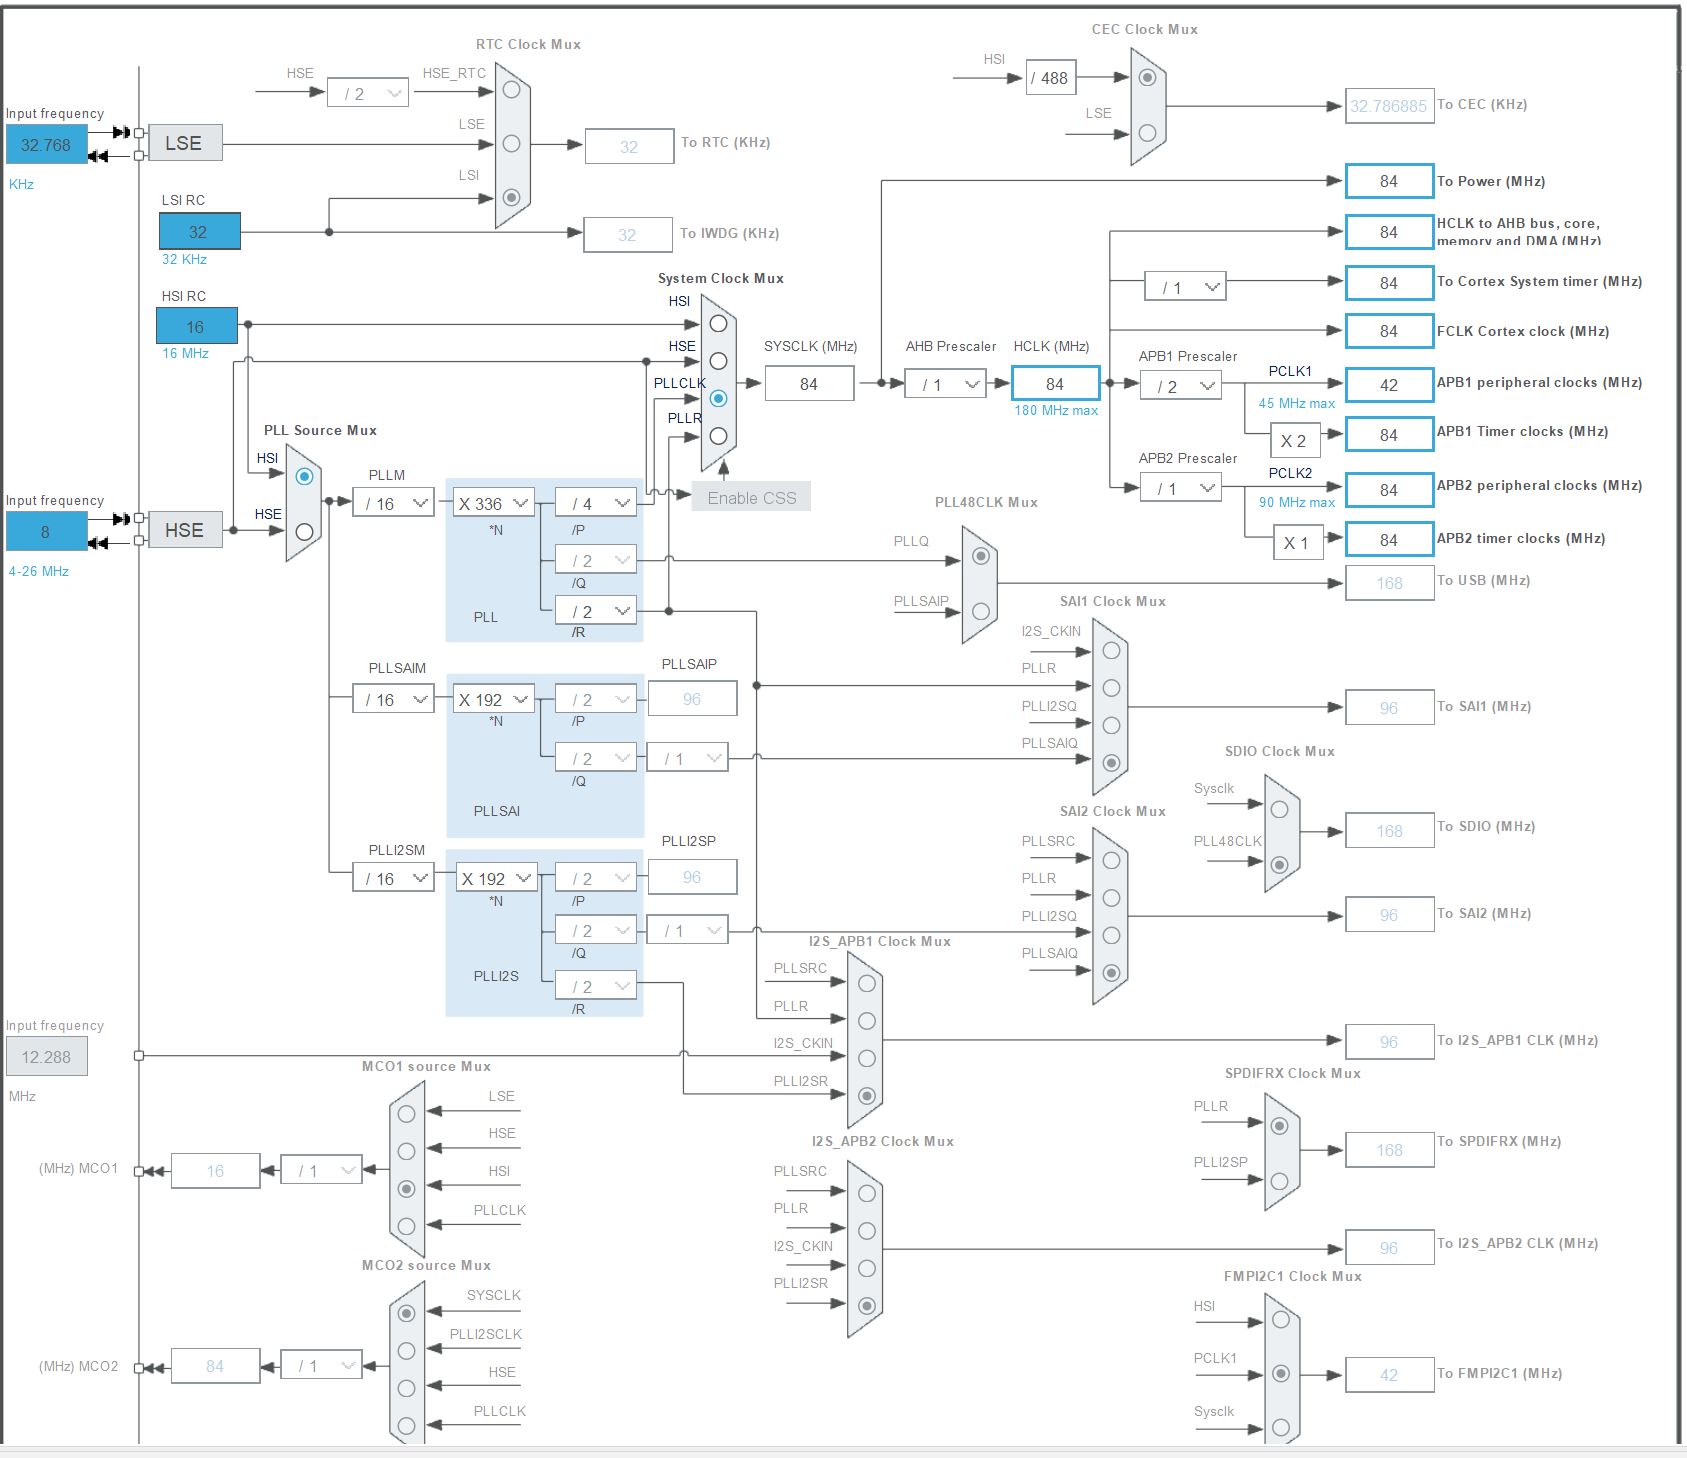 RTC Clock Mux
HSE
/ 2
HSE_RTC
LSE
LSI
32
To RTC (KHz)
32
To IWDG (KHz)
CEC Clock Mux
HSI
/ 488
LSE
32.786885
To CEC (KHz)
Input frequency
32.768
KHz
LSE
LSI RC
32
32 KHz
HSI RC
16
16 MHz
System Clock Mux
HSI
HSE
PLLCLK
PLLR
SYSCLK (MHz)
84
AHB Prescaler
/ 1
HCLK (MHz)
84
180 MHz max
84
To Power (MHz)
84
HCLK to AHB bus, core,
memory and DMA (MHz)
/ 1
84
To Cortex System timer (MHz)
84
FCLK Cortex clock (MHz)
APB1 Prescaler
/ 2
PCLK1
45 MHz max
42
APB1 peripheral clocks (MHz)
X 2
84
APB1 Timer clocks (MHz)
APB2 Prescaler
/ 1
PCLK2
90 MHz max
84
APB2 peripheral clocks (MHz)
X 1
84
APB2 timer clocks (MHz)
PLL Source Mux
HSI
HSE
Input frequency
8
4-26 MHz
HSE
PLLM
/ 16
X 336
*N
/ 4
/P
/ 2
/Q
/ 2
/R
PLL
Enable CSS
PLL48CLK Mux
PLLQ
PLLSAIP
168
To USB (MHz)
PLLSAIM
/ 16
X 192
*N
/ 2
/P
PLLSAIP
96
/ 2
/Q
/ 1
PLLSAI
SAI1 Clock Mux
I2S_CKIN
PLLR
PLLI2SQ
PLLSAIQ
96
To SAI1 (MHz)
SDIO Clock Mux
Sysclk
PLL48CLK
168
To SDIO (MHz)
PLLI2SM
/ 16
X 192
*N
/ 2
/P
PLLI2SP
96
/ 2
/Q
/ 1
/ 2
/R
PLLI2S
SAI2 Clock Mux
PLLSRC
PLLR
PLLI2SQ
PLLSAIQ
96
To SAI2 (MHz)
I2S_APB1 Clock Mux
PLLSRC
PLLR
I2S_CKIN
PLLI2SR
96
To I2S_APB1 CLK (MHz)
Input frequency
12.288
MHz
MCO1 source Mux
LSE
HSE
HSI
PLLCLK
(MHz) MCO1
16
/ 1
SPDIFRX Clock Mux
PLLR
PLLI2SP
168
To SPDIFRX (MHz)
I2S_APB2 Clock Mux
PLLSRC
PLLR
I2S_CKIN
PLLI2SR
96
To I2S_APB2 CLK (MHz)
MCO2 source Mux
SYSCLK
PLLI2SCLK
HSE
PLLCLK
(MHz) MCO2
84
/ 1
FMPI2C1 Clock Mux
HSI
PCLK1
Sysclk
42
To FMPI2C1 (MHz)